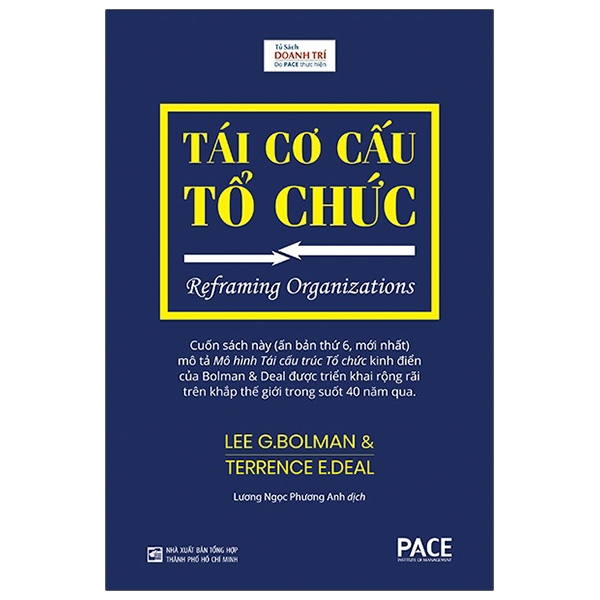 Tủ Sách
DOANH TRÍ
Do PACE thực hiện
TÁI CƠ CẤU
TỔ CHỨC
Reframing Organizations
Cuốn sách này (ấn bản thứ 6, mới nhất)
mô tả Mô hình Tái cấu trúc Tổ chức kinh điển
của Bolman & Deal được triển khai rộng rãi
trên khắp thế giới trong suốt 40 năm qua.
LEE G.BOLMAN &
TERRENCE E.DEAL
Lương Ngọc Phương Anh dịch
NHÀ XUẤT BẢN TỔNG HỢP
THÀNH PHỐ HỒ CHÍ MINH
PACE
INSTITUTE OF MANAGEMENT